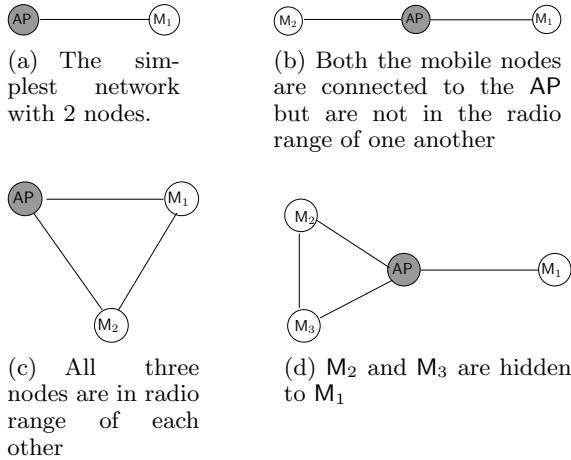 AP M₁
(a) The sim-
plest network
with 2 nodes.
M₂ AP M₁
(b) Both the mobile nodes
are connected to the AP
but are not in the radio
range of one another
AP M₁
M₂
(c) All three
nodes are in radio
range of each
other
M₂
AP M₁
M₃
(d) M₂ and M₃ are hidden
to M₁